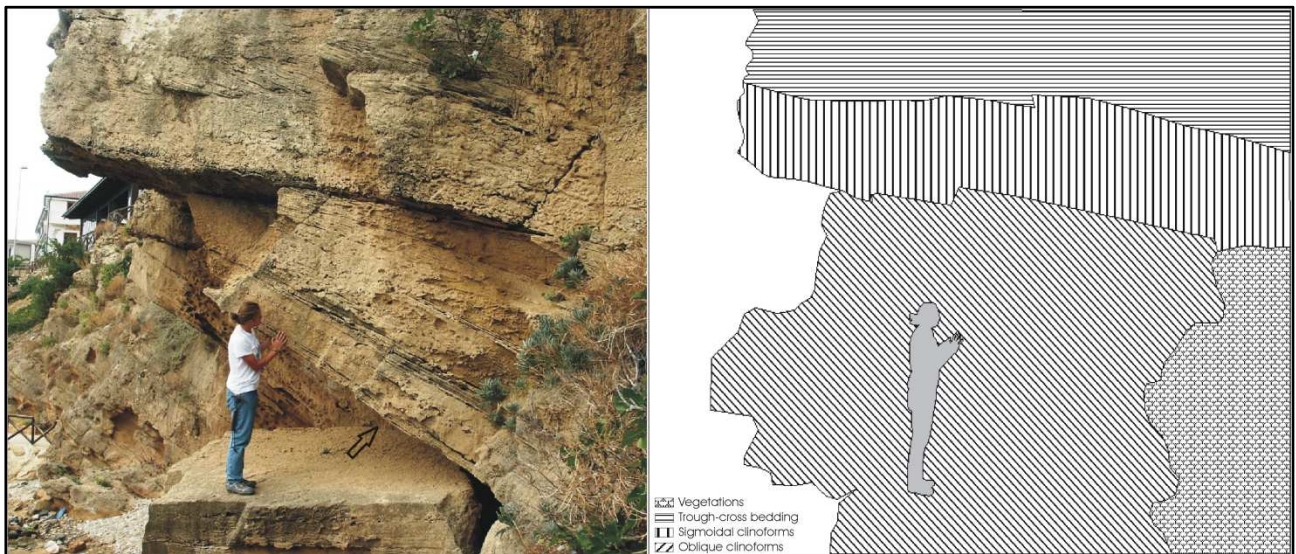 Vegetations
Trough-cross bedding
Sigmoidal clinoforms
Oblique clinoforms